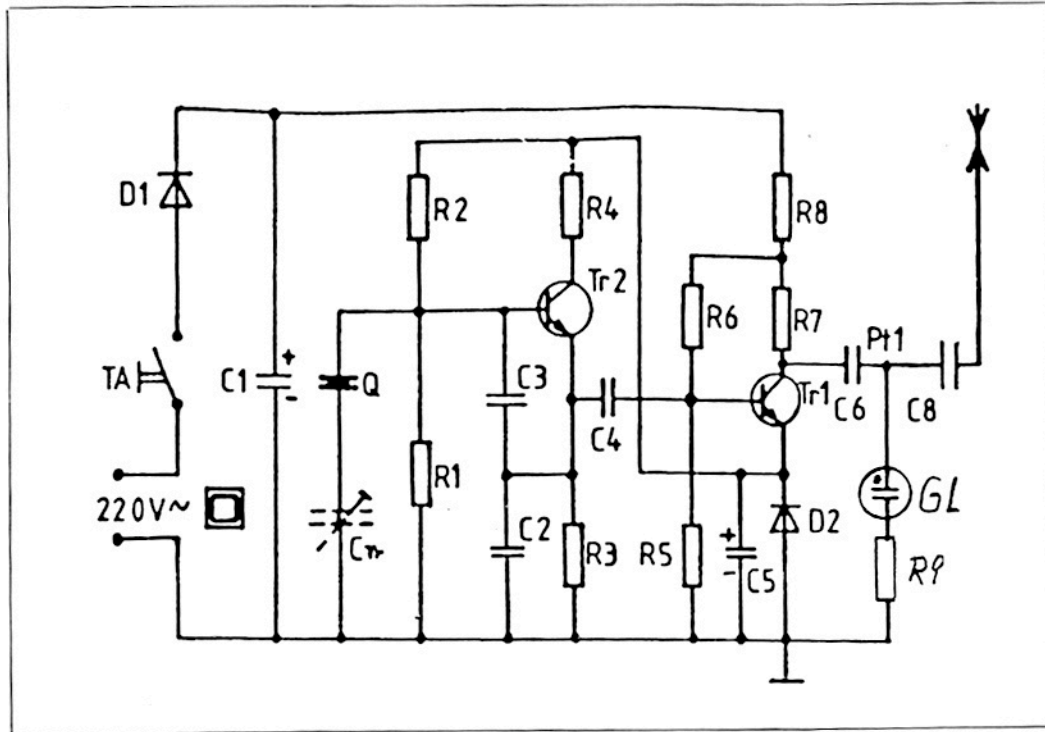 D1
R2
R4
R8
Tr2
R6
R7
Pt1
TA
C1
+
-
Q
C3
C4
Tr1
C6
C8
R1
GL
220V~
Cn
C2
R3
R5
+
-
C5
D2
R9